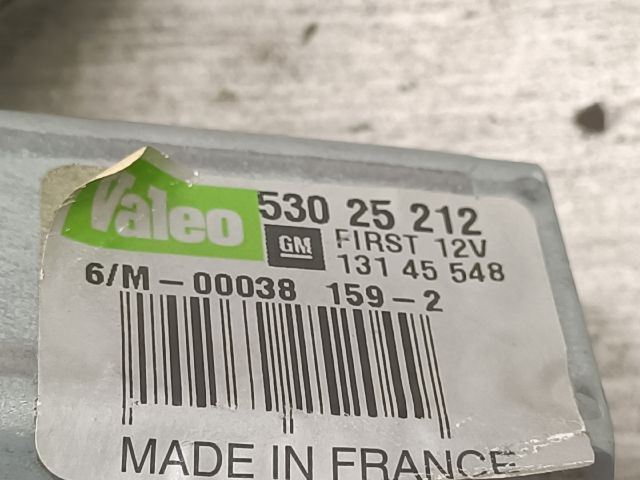 Valeo 530 25 212
GM FIRST 12V
131 45 548
6/M-00038 159-2
MADE IN FRANCE